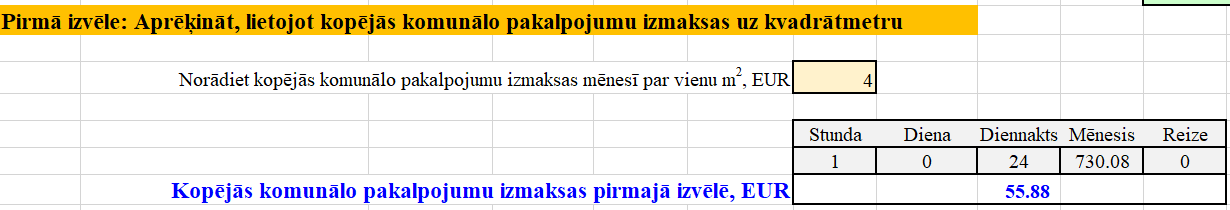 Pirmā izvēle: Aprēķināt, lietojot kopējās komunālo pakalpojumu izmaksas uz kvadrātmetru
Norādiet kopējās komunālo pakalpojumu izmaksas mēnesī par vienu m², EUR 4
Stunda Diena Diennakts Mēnesis Reize
1 0 24 730.08 0
Kopējās komunālo pakalpojumu izmaksas pirmajā izvēlē, EUR 55.88